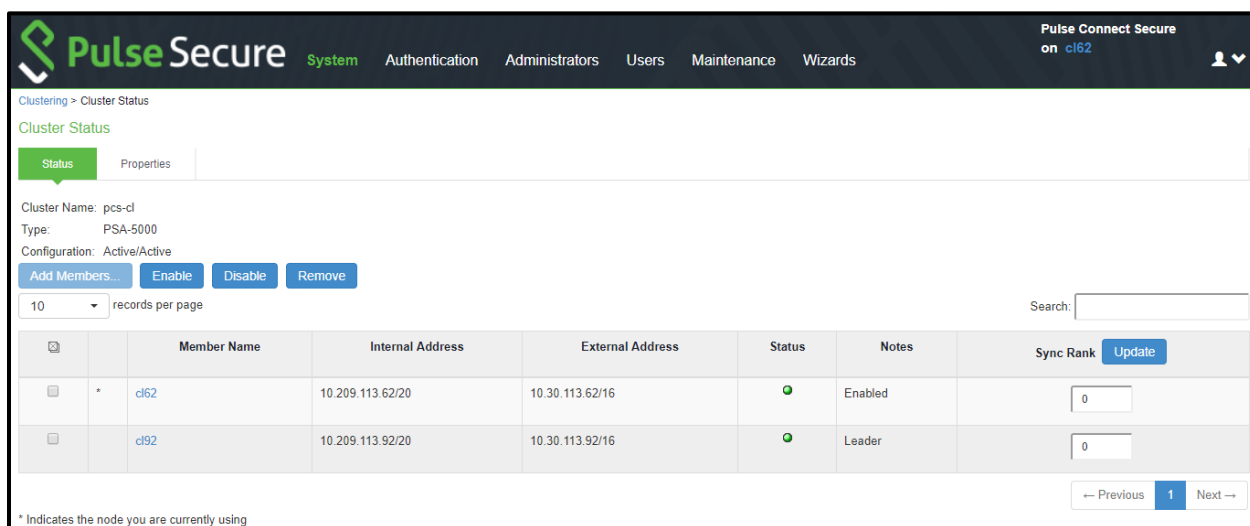 Pulse Secure System Authentication Administrators Users Maintenance Wizards
Pulse Connect Secure
on cl62
Clustering > Cluster Status
Cluster Status
Status Properties
Cluster Name: pcs-cl
Type: PSA-5000
Configuration: Active/Active
Add Members... Enable Disable Remove
10 records per page Search:
Member Name Internal Address External Address Status Notes Sync Rank Update
* cl62 10.209.113.62/20 10.30.113.62/16 Enabled 0
cl92 10.209.113.92/20 10.30.113.92/16 Leader 0
← Previous 1 Next →
* Indicates the node you are currently using